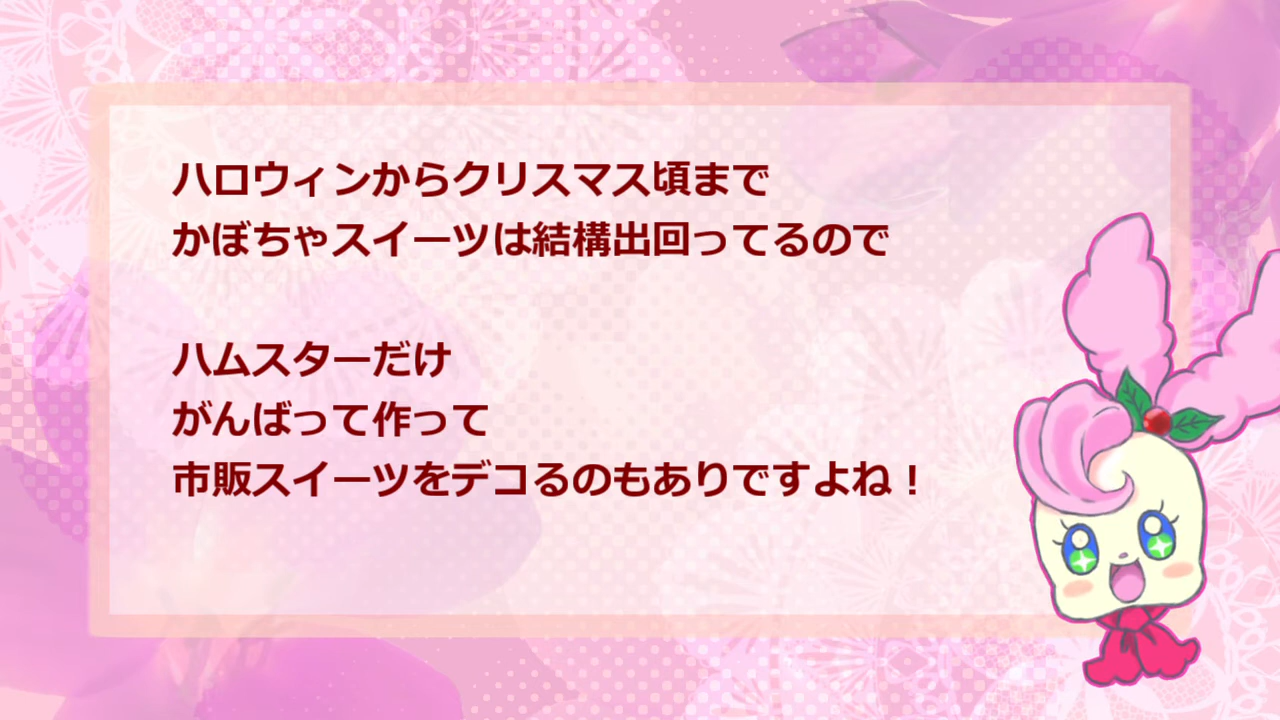 ハロウィンからクリスマス頃まで
かぼちゃスイーツは結構出回ってるので
ハムスターだけ
がんばって作って
市販スイーツをデコるのもありですよね！